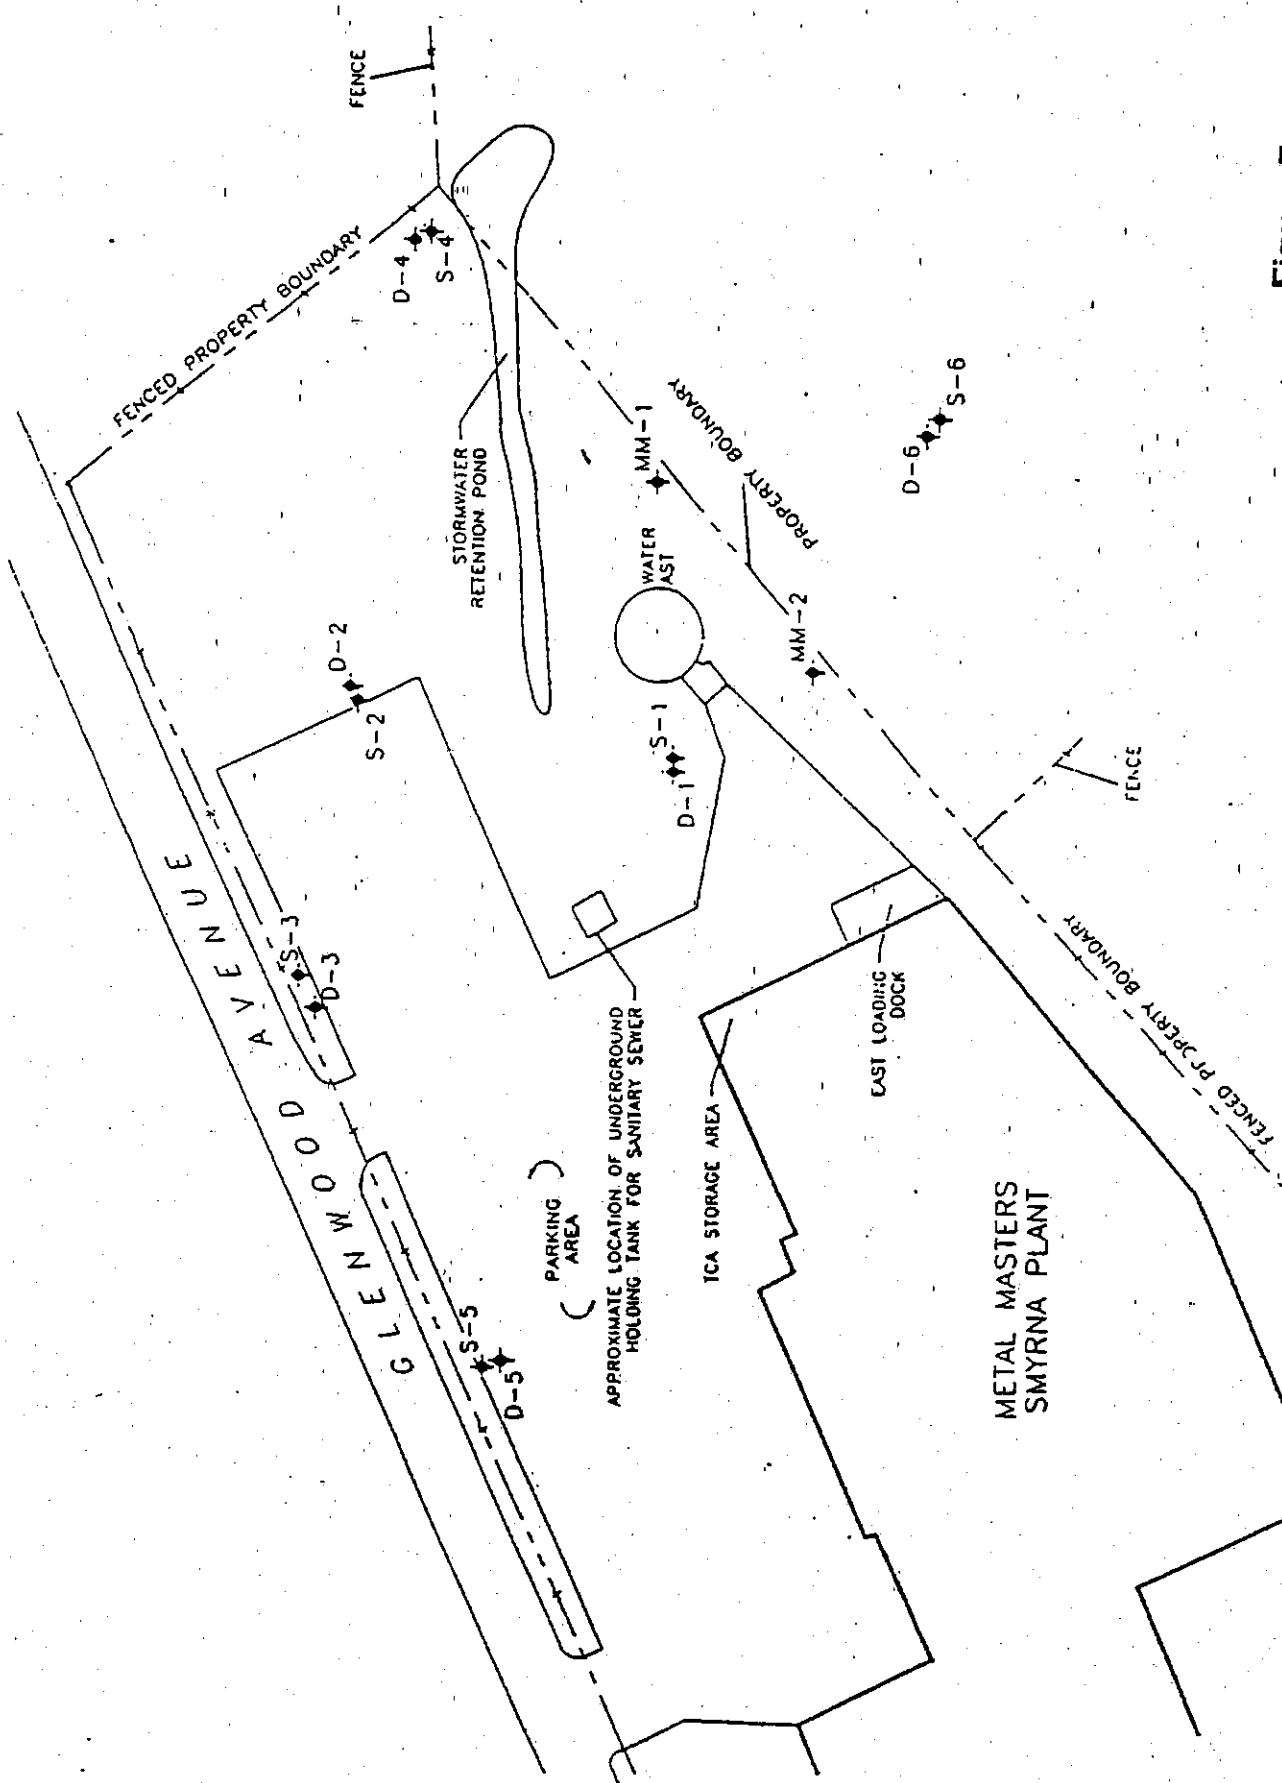 FENCE
FENCED PROPERTY BOUNDARY
D-4
S-4
STORMWATER
RETENTION POND
MM-1
PROPERTY BOUNDARY
D-6
S-6
WATER
AST
MM-2
S-2
D-2
D-1
S-1
FENCE
GLENWOOD AVENUE
S-3
D-3
EAST LOADING
DOCK
FENCED PROPERTY BOUNDARY
PARKING
AREA
APPROXIMATE LOCATION OF UNDERGROUND
HOLDING TANK FOR SANITARY SEWER
TCA STORAGE AREA
S-5
D-5
METAL MASTERS
SMYRNA PLANT